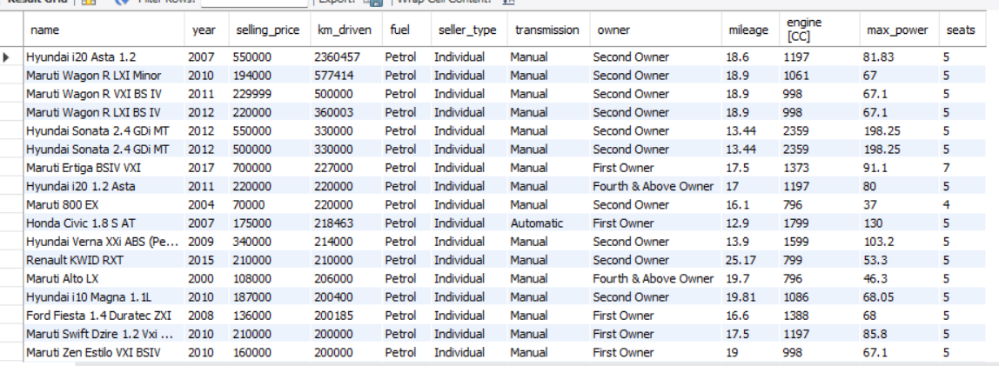 Result Grid Filter Rows: Export: Wrap Cell Content:
name year selling_price km_driven fuel seller_type transmission owner mileage engine [CC] max_power seats
Hyundai i20 Asta 1.2 2007 550000 2360457 Petrol Individual Manual Second Owner 18.6 1197 81.83 5
Maruti Wagon R LXI Minor 2010 194000 577414 Petrol Individual Manual Second Owner 18.9 1061 67 5
Maruti Wagon R VXI BS IV 2011 229999 500000 Petrol Individual Manual Second Owner 18.9 998 67.1 5
Maruti Wagon R LXI BS IV 2012 220000 360003 Petrol Individual Manual Second Owner 18.9 998 67.1 5
Hyundai Sonata 2.4 GDi MT 2012 550000 330000 Petrol Individual Manual Second Owner 13.44 2359 198.25 5
Hyundai Sonata 2.4 GDi MT 2012 500000 330000 Petrol Individual Manual Second Owner 13.44 2359 198.25 5
Maruti Ertiga BSIV VXI 2017 700000 227000 Petrol Individual Manual First Owner 17.5 1373 91.1 7
Hyundai i20 1.2 Asta 2011 220000 220000 Petrol Individual Manual Fourth & Above Owner 17 1197 80 5
Maruti 800 EX 2004 70000 220000 Petrol Individual Manual Second Owner 16.1 796 37 4
Honda Civic 1.8 S AT 2007 175000 218463 Petrol Individual Automatic First Owner 12.9 1799 130 5
Hyundai Verna XXi ABS (Pe... 2009 340000 214000 Petrol Individual Manual Second Owner 13.9 1599 103.2 5
Renault KWID RXT 2015 210000 210000 Petrol Individual Manual Second Owner 25.17 799 53.3 5
Maruti Alto LX 2000 108000 206000 Petrol Individual Manual Fourth & Above Owner 19.7 796 46.3 5
Hyundai i10 Magna 1.1L 2010 187000 200400 Petrol Individual Manual Second Owner 19.81 1086 68.05 5
Ford Fiesta 1.4 Duratec ZXI 2008 136000 200185 Petrol Individual Manual First Owner 16.6 1388 68 5
Maruti Swift Dzire 1.2 Vxi ... 2010 210000 200000 Petrol Individual Manual First Owner 17.5 1197 85.8 5
Maruti Zen Estilo VXI BSIV 2010 160000 200000 Petrol Individual Manual First Owner 19 998 67.1 5